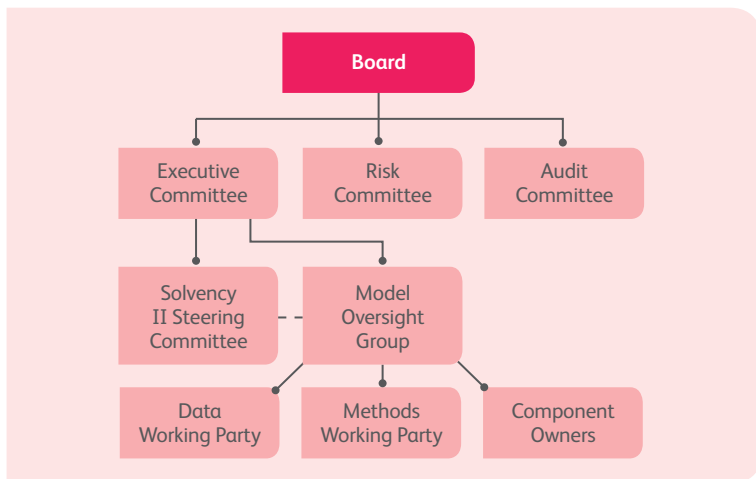 Board
Executive
Committee
Risk
Committee
Audit
Committee
Solvency
II Steering
Committee
Model
Oversight
Group
Data
Working Party
Methods
Working Party
Component
Owners